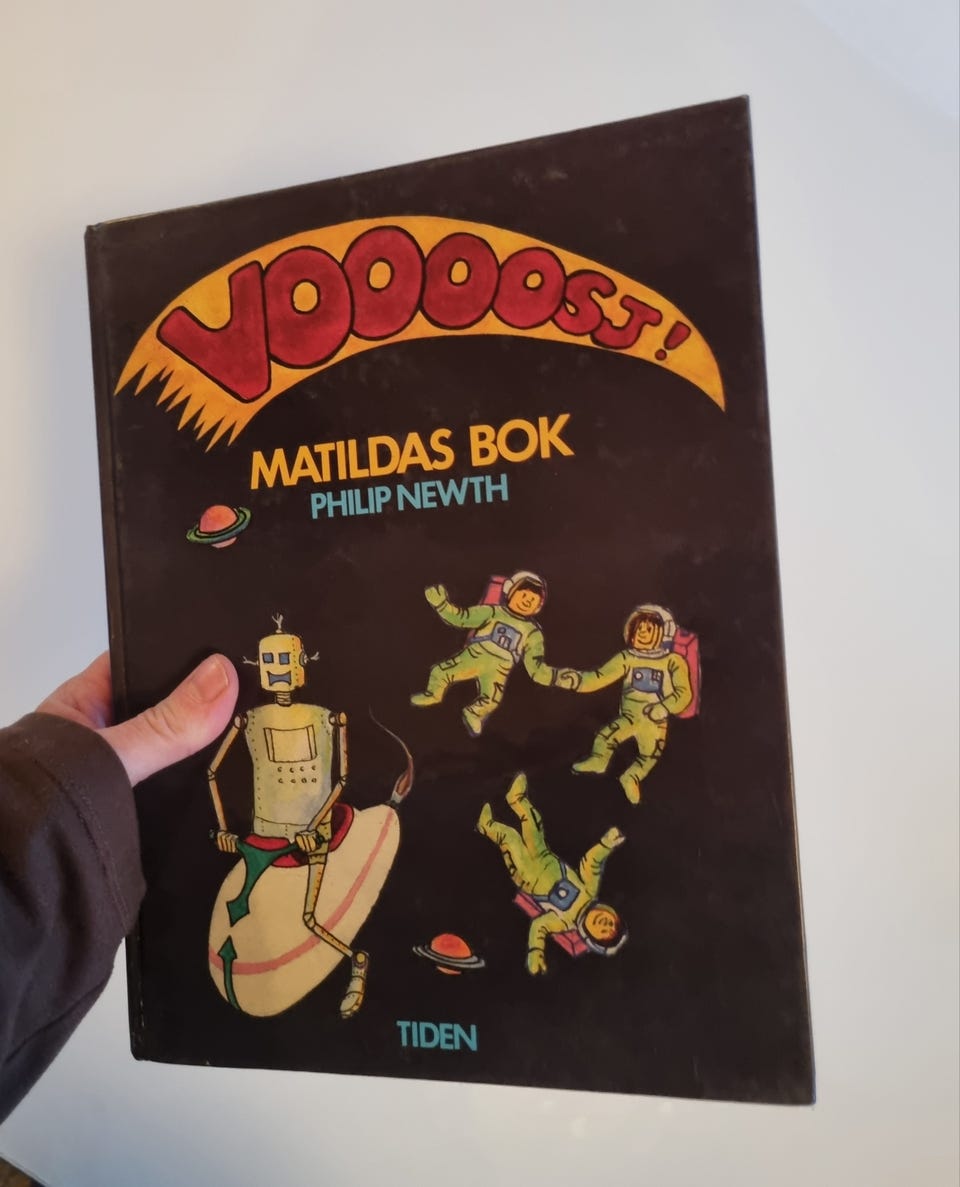 VOOOOSJ!
MATILDAS BOK
PHILIP NEWTH
TIDEN